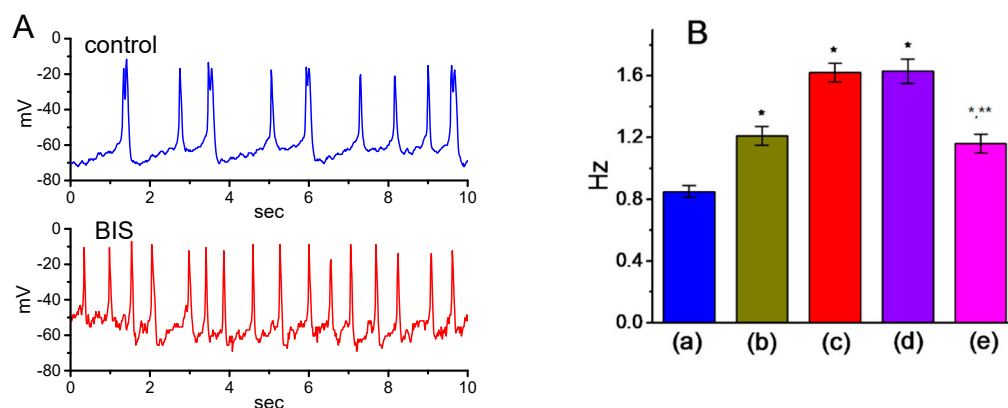 A
control
0
-20
-40
-60
-80
mV
0 2 4 6 8 10
sec
BIS
0
-20
-40
-60
-80
mV
0 2 4 6 8 10
sec
B
1.6
1.2
0.8
0.4
0.0
Hz
* * * *,**
(a) (b) (c) (d) (e)